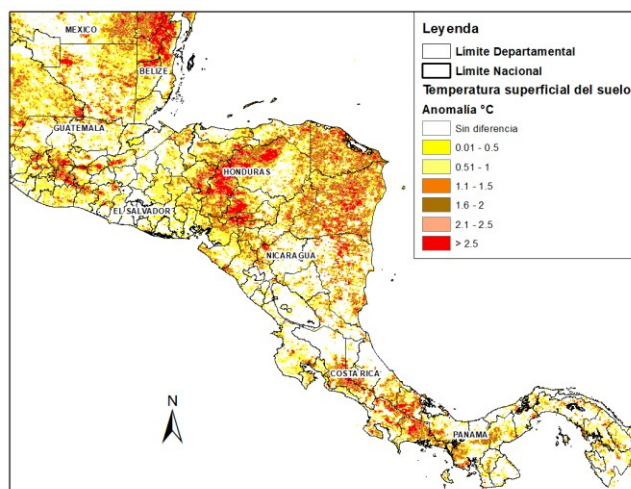 MEXICO
BELIZE
GUATEMALA
HONDURAS
EL SALVADOR
NICARAGUA
COSTA RICA
PANAMA
N
Leyenda
Límite Departamental
Límite Nacional
Temperatura superficial del suelo
Anomalía °C
Sin diferencia
0.01 - 0.5
0.51 - 1
1.1 - 1.5
1.6 - 2
2.1 - 2.5
> 2.5